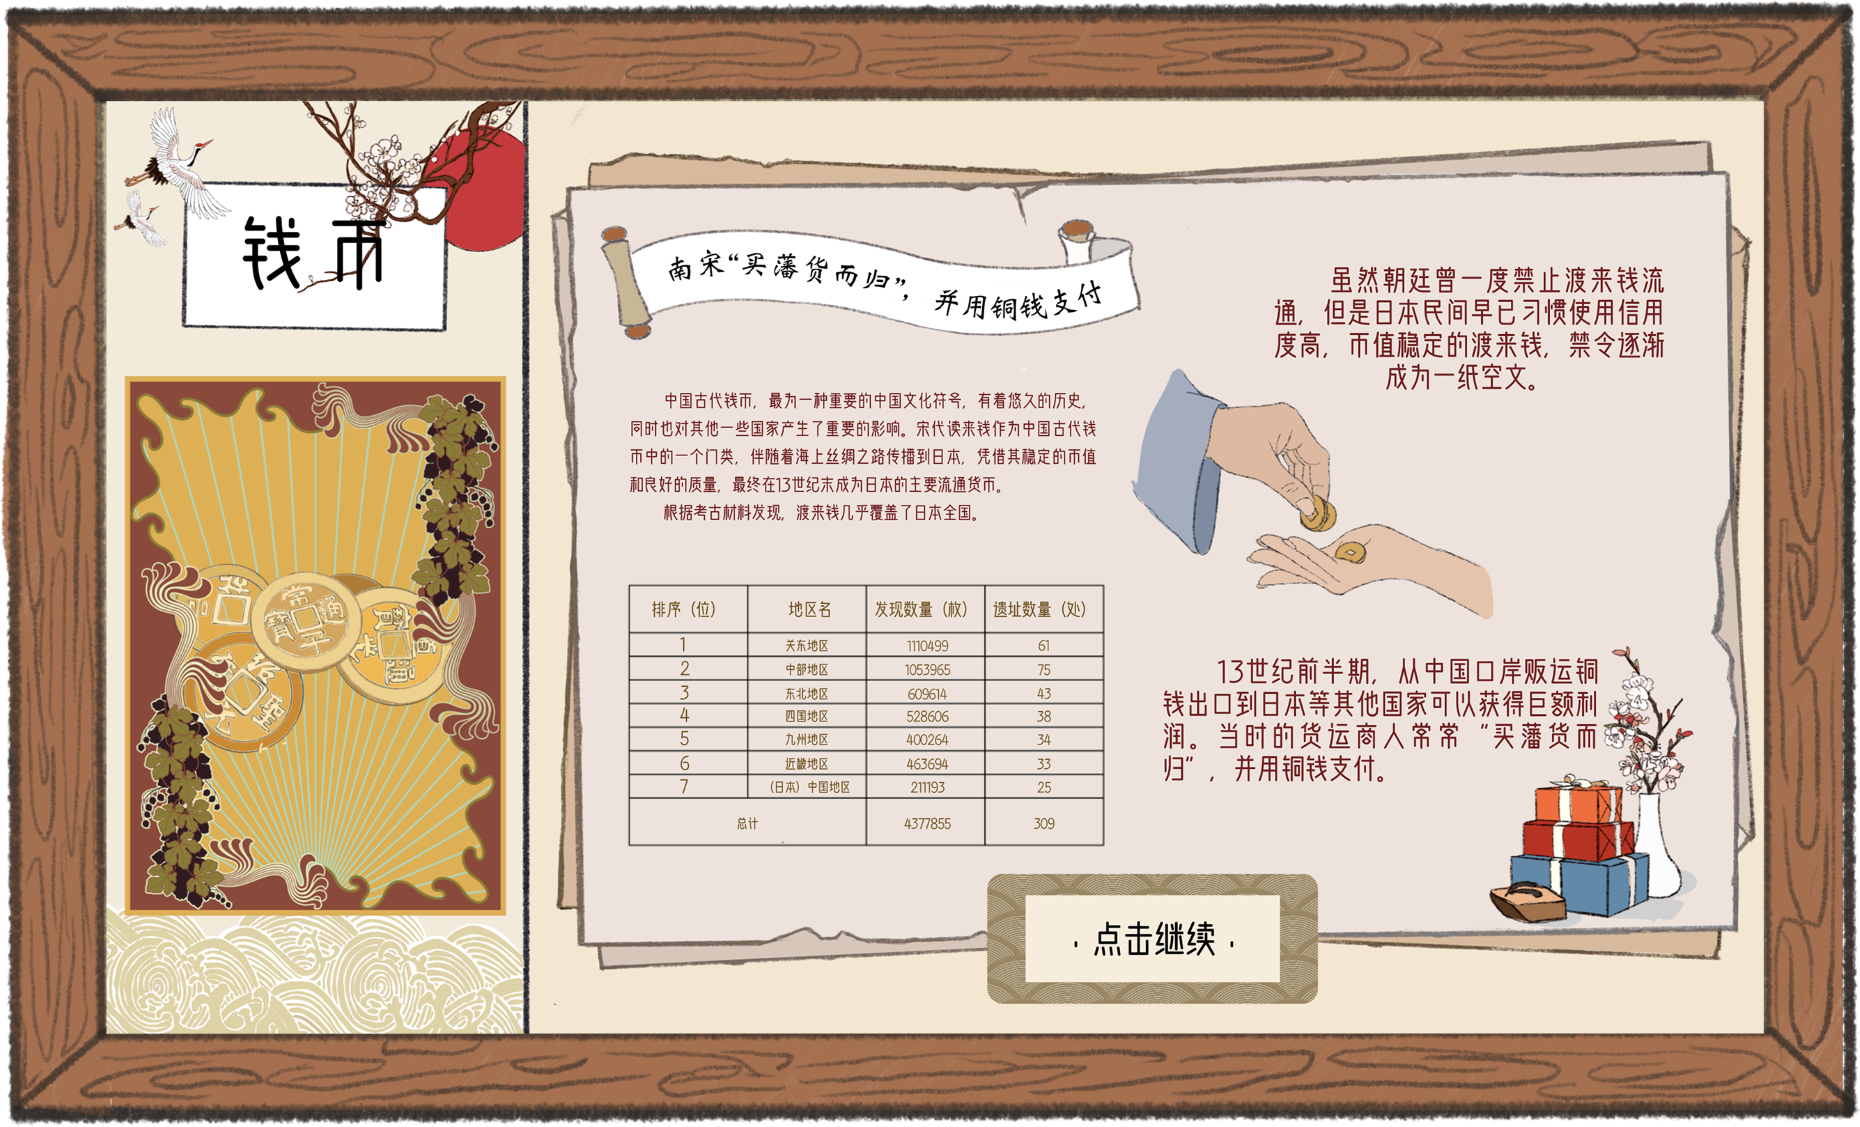 钱币
南宋“买藩货而归”，并用铜钱支付
中国古代钱币，最为一种重要的中国文化符号，有着悠久的历史，
同时也对其他一些国家产生了重要的影响。宋代读来钱作为中国古代钱
币中的一个门类，伴随着海上丝绸之路传播到日本，凭借其稳定的币值
和良好的质量，最终在13世纪末成为日本的主要流通货币。
根据考古材料发现，渡来钱几乎覆盖了日本全国。
排序（位） 地区名 发现数量（枚） 遗址数量（处）
1 关东地区 1110499 61
2 中部地区 1053965 75
3 东北地区 609614 43
4 四国地区 528606 38
5 九州地区 400264 34
6 近畿地区 463694 33
7 （日本）中国地区 211193 25
总计 4377855 309
虽然朝廷曾一度禁止渡来钱流
通，但是日本民间早已习惯使用信用
度高，币值稳定的渡来钱，禁令逐渐
成为一纸空文。
13世纪前半期，从中国口岸贩运铜
钱出口到日本等其他国家可以获得巨额利
润。当时的货运商人常常“买藩货而
归”，并用铜钱支付。
·点击继续·